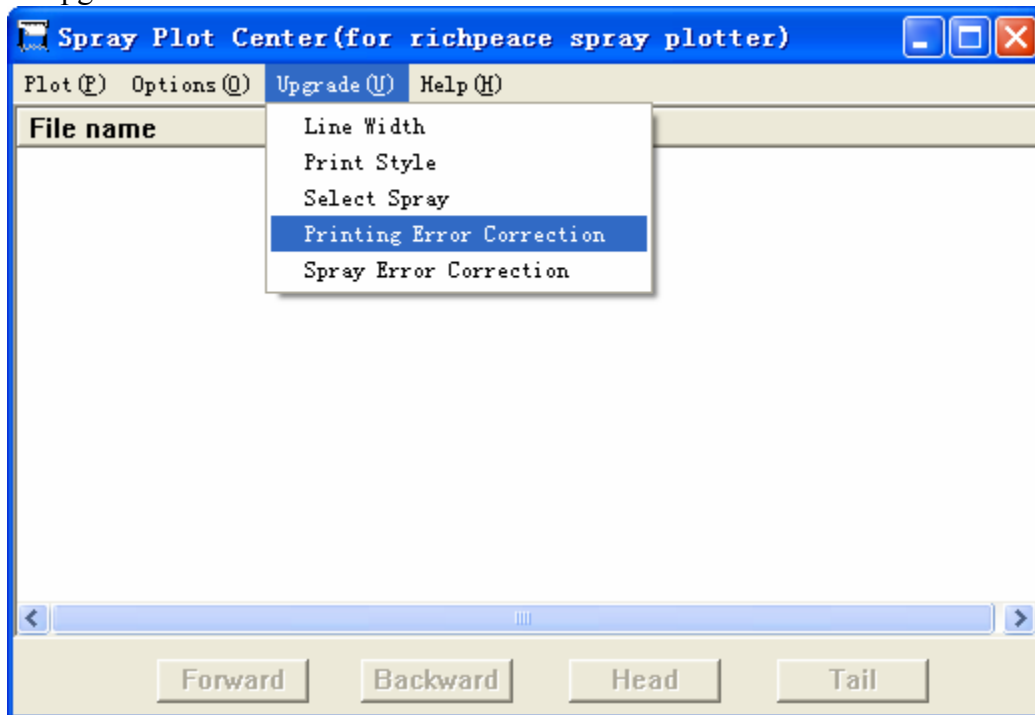 Spray Plot Center(for richpeace spray plotter)
Plot(P) Options(O) Upgrade(U) Help(H)
File name
Line Width
Print Style
Select Spray
Printing Error Correction
Spray Error Correction
Forward Backward Head Tail